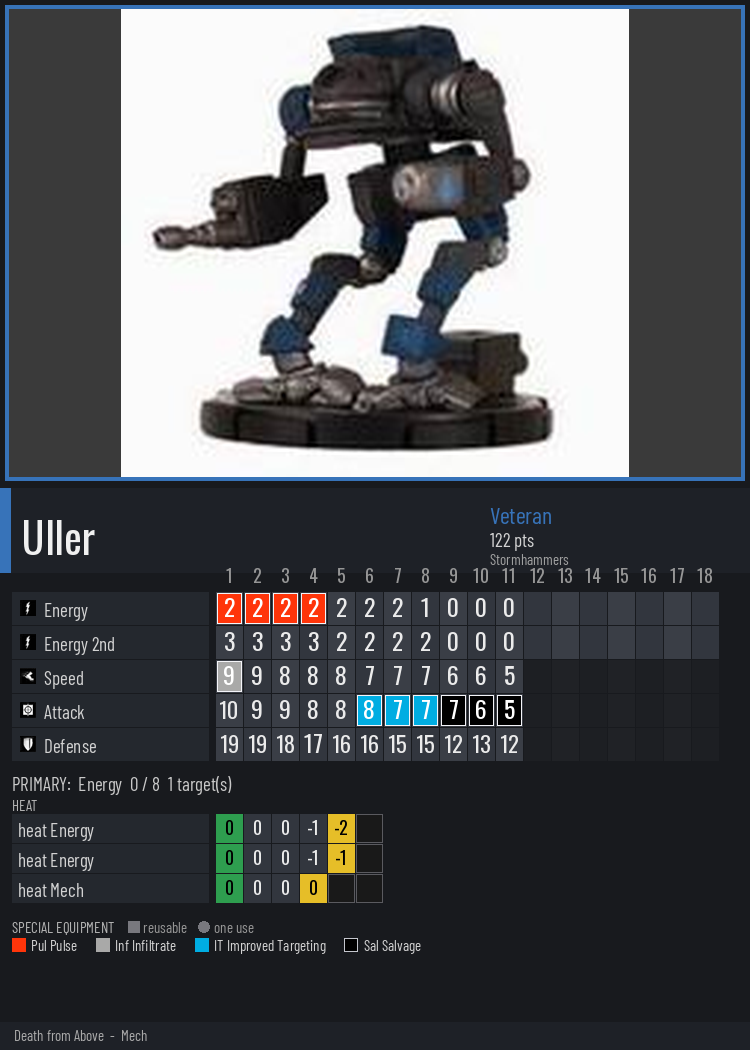 Uller
Veteran
122 pts
Stormhammers
1 2 3 4 5 6 7 8 9 10 11 12 13 14 15 16 17 18
Energy 2 2 2 2 2 2 2 1 0 0 0
Energy 2nd 3 3 3 3 2 2 2 2 0 0 0
Speed 9 9 8 8 8 7 7 7 6 6 5
Attack 10 9 9 8 8 8 7 7 7 6 5
Defense 19 19 18 17 16 16 15 15 12 13 12
PRIMARY: Energy 0 / 8 1 target(s)
HEAT
heat Energy 0 0 0 -1 -2
heat Energy 0 0 0 -1 -1
heat Mech 0 0 0 0
SPECIAL EQUIPMENT reusable one use
Pul Pulse Inf Infiltrate IT Improved Targeting Sal Salvage
Death from Above - Mech